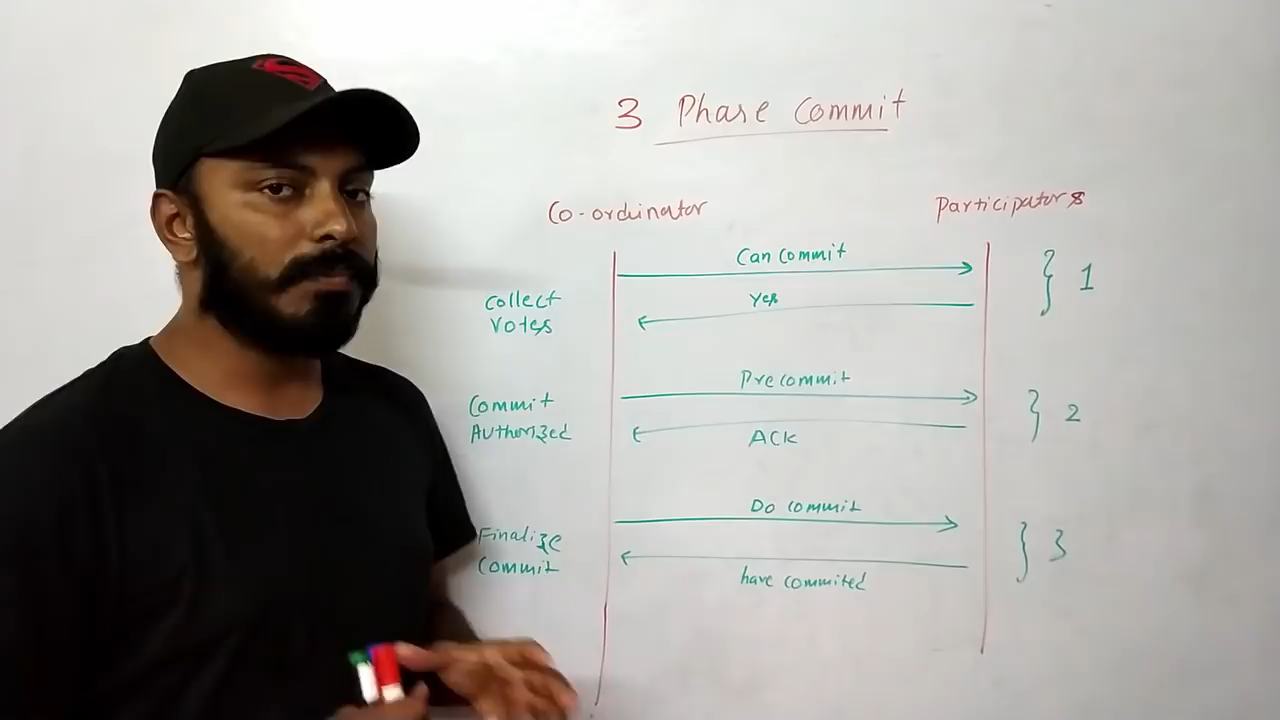 3 Phase Commit
Co-ordinator
Participators
Can Commit
1
Collect
Votes
Yes
Precommit
Commit
Authorized
2
ACK
Do commit
Finalize
Commit
3
have commited